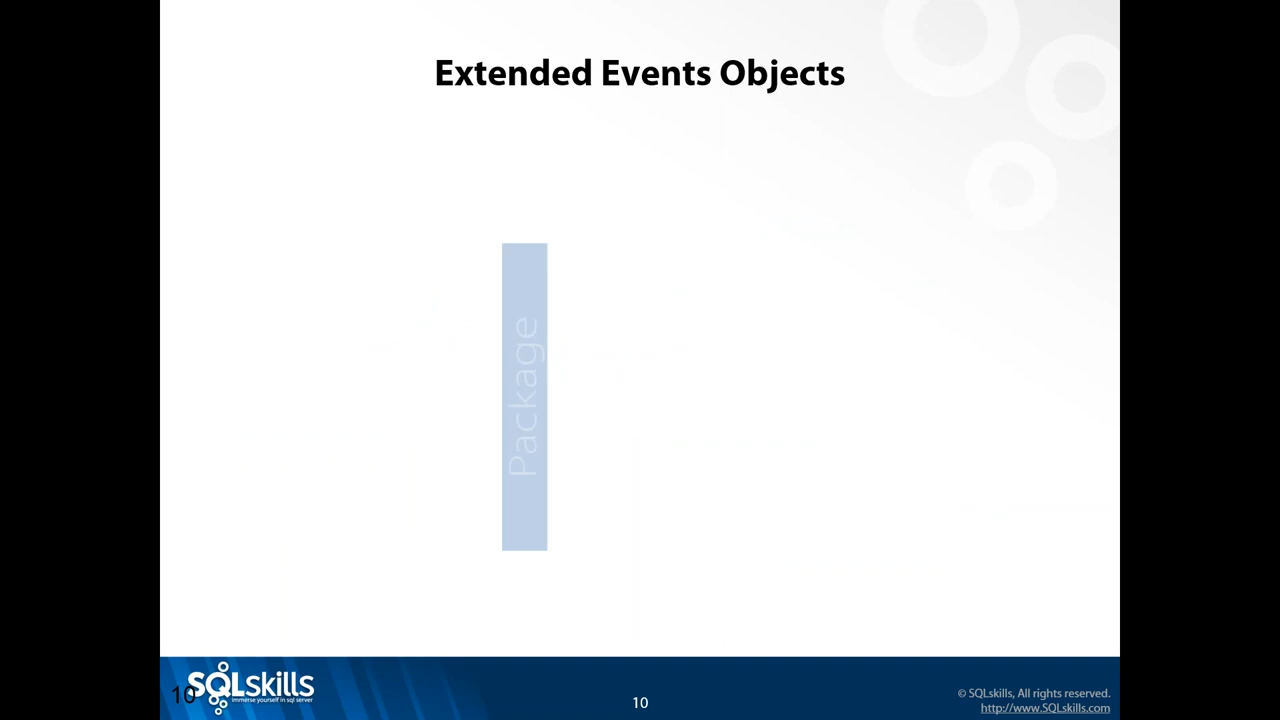 Extended Events Objects
Package
10
SQLskills
immerse yourself in sql server
10
© SQLskills, All rights reserved.
http://www.SQLskills.com